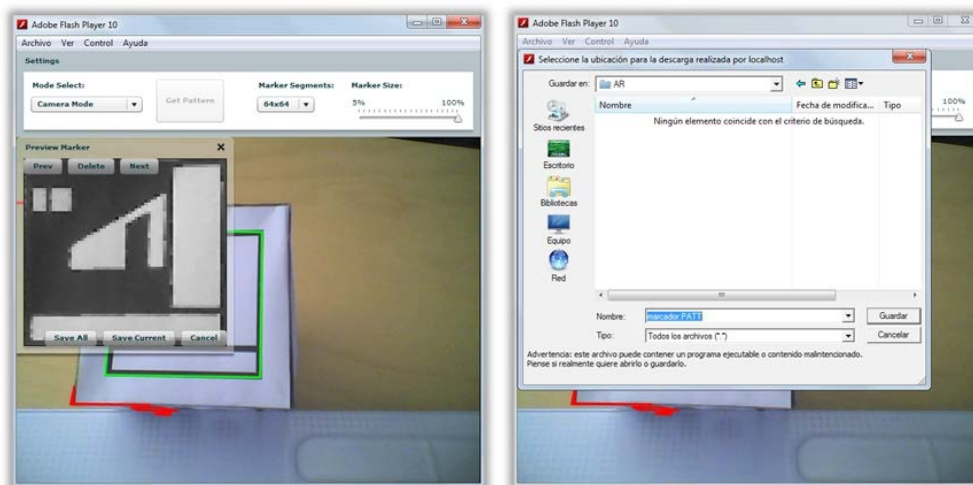 Adobe Flash Player 10
Archivo Ver Control Ayuda
Settings
Mode Select:
Camera Mode
Get Pattern
Marker Segments:
64x64
Marker Size:
5% 100%
Preview Marker
Prev Delete Next
Save All Save Current Cancel
Adobe Flash Player 10
Archivo Ver Control Ayuda
Seleccione la ubicación para la descarga realizada por localhost
Guardar en: AR
100%
Nombre Fecha de modifica... Tipo
Ningún elemento coincide con el criterio de búsqueda.
Sitios recientes
Escritorio
Bibliotecas
Equipo
Red
Nombre: marcador.PATT Guardar
Tipo: Todos los archivos (*.*) Cancelar
Advertencia: este archivo puede contener un programa ejecutable o contenido malintencionado.
Piense si realmente quiere abrirlo o guardarlo.